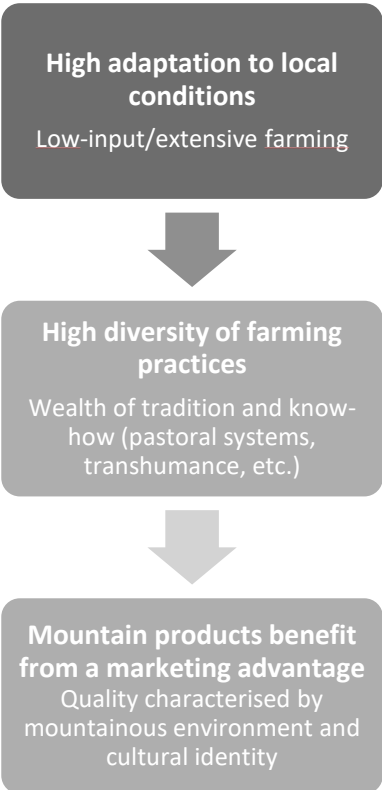 High adaptation to local
conditions
Low-input/extensive farming
High diversity of farming
practices
Wealth of tradition and know-
how (pastoral systems,
transhumance, etc.)
Mountain products benefit
from a marketing advantage
Quality characterised by
mountainous environment and
cultural identity